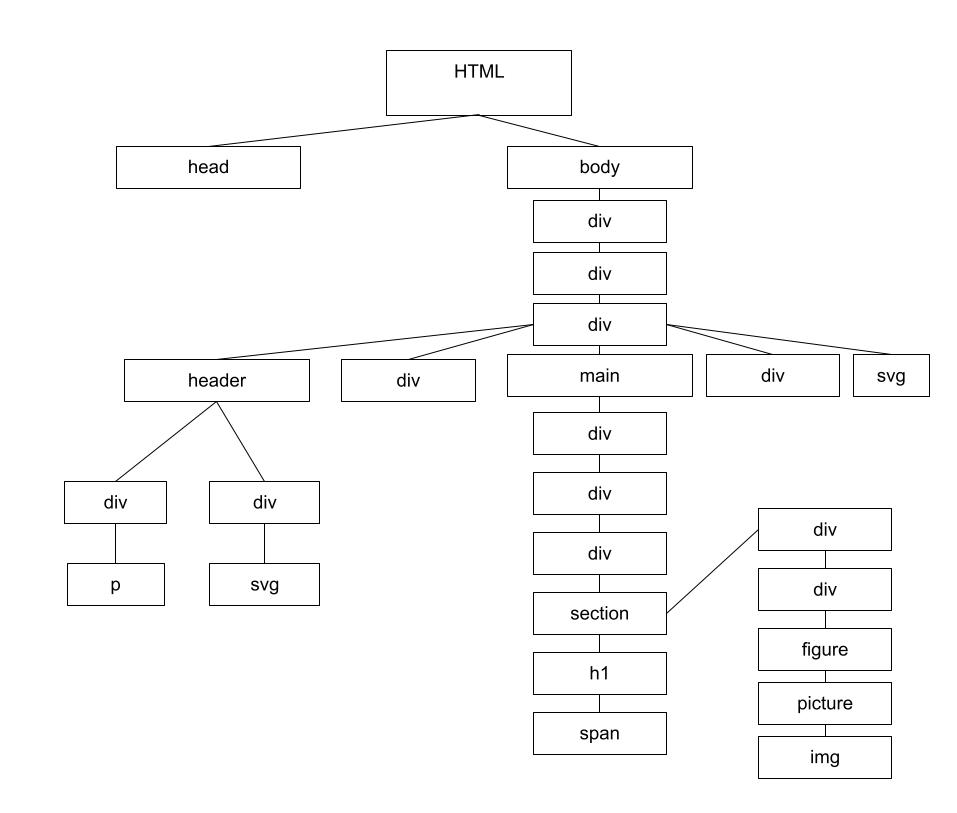 HTML
head
body
div
div
div
header
div
main
div
svg
div
div
div
div
div
div
div
p
svg
section
h1
span
div
figure
picture
img